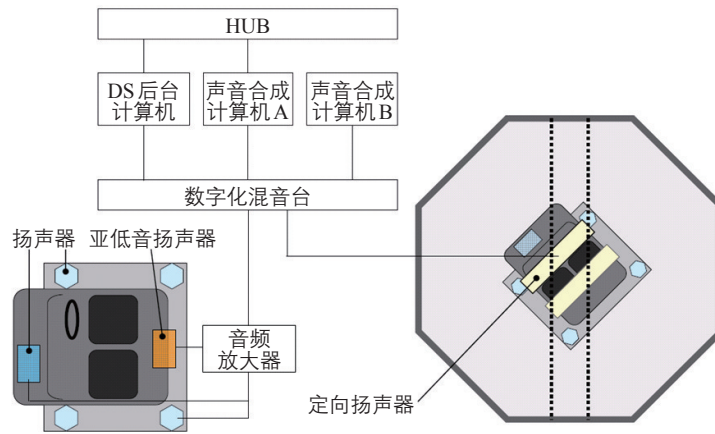 HUB
DS后台
计算机
声音合成
计算机A
声音合成
计算机B
数字化混音台
扬声器
亚低音扬声器
音频
放大器
定向扬声器